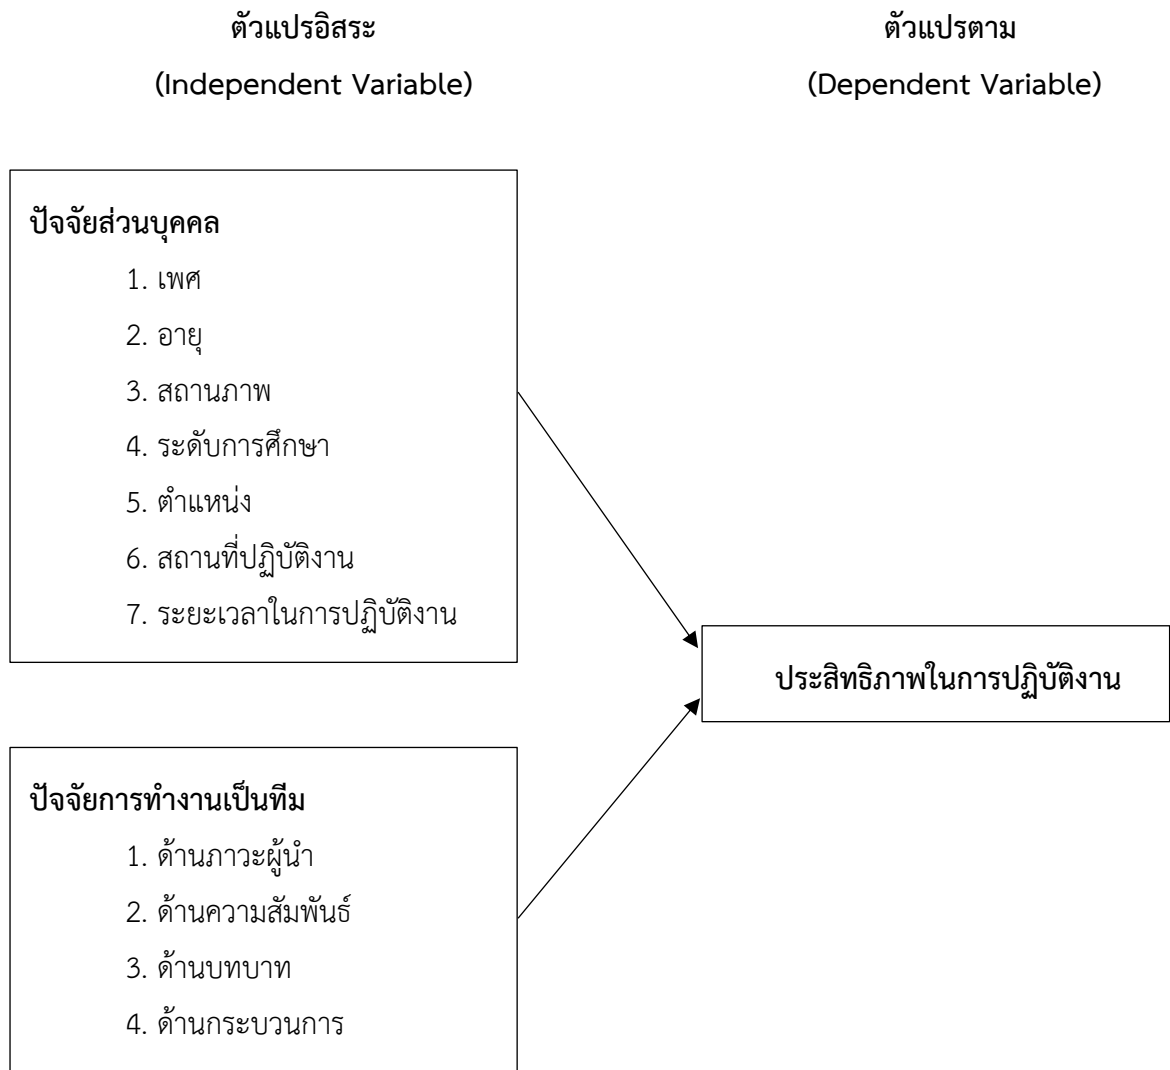 ตัวแปรอิสระ
(Independent Variable)
ตัวแปรตาม
(Dependent Variable)
ปัจจัยส่วนบุคคล
1. เพศ
2. อายุ
3. สถานภาพ
4. ระดับการศึกษา
5. ตำแหน่ง
6. สถานที่ปฏิบัติงาน
7. ระยะเวลาในการปฏิบัติงาน
ประสิทธิภาพในการปฏิบัติงาน
ปัจจัยการทำงานเป็นทีม
1. ด้านภาวะผู้นำ
2. ด้านความสัมพันธ์
3. ด้านบทบาท
4. ด้านกระบวนการ